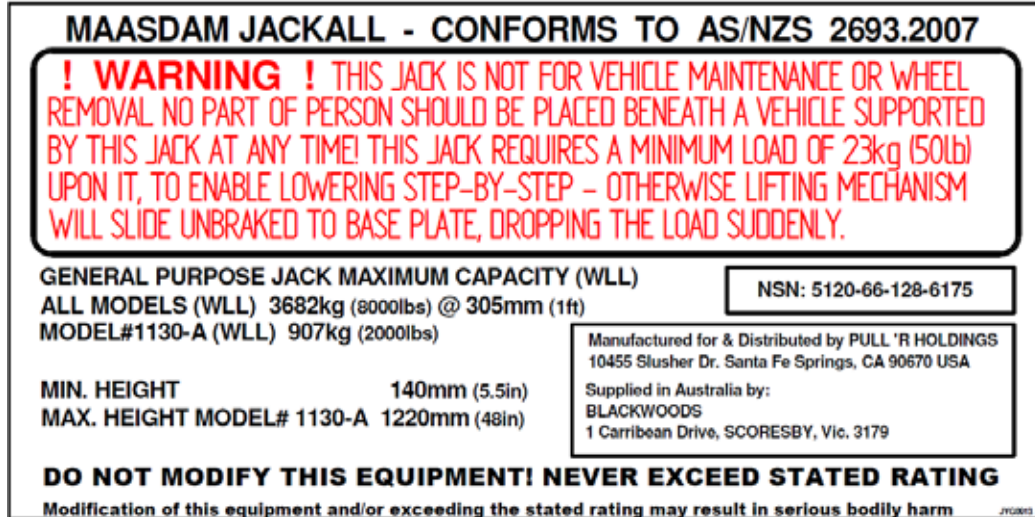 MAASDAM JACKALL - CONFORMS TO AS/NZS 2693.2007
! WARNING ! THIS JACK IS NOT FOR VEHICLE MAINTENANCE OR WHEEL
REMOVAL NO PART OF PERSON SHOULD BE PLACED BENEATH A VEHICLE SUPPORTED
BY THIS JACK AT ANY TIME! THIS JACK REQUIRES A MINIMUM LOAD OF 23kg (50lb)
UPON IT, TO ENABLE LOWERING STEP-BY-STEP - OTHERWISE LIFTING MECHANISM
WILL SLIDE UNBRAKED TO BASE PLATE, DROPPING THE LOAD SUDDENLY.
GENERAL PURPOSE JACK MAXIMUM CAPACITY (WLL)
ALL MODELS (WLL) 3682kg (8000lbs) @ 305mm (1ft)
MODEL#1130-A (WLL) 907kg (2000lbs)
MIN. HEIGHT 140mm (5.5in)
MAX. HEIGHT MODEL# 1130-A 1220mm (48in)
NSN: 5120-66-128-6175
Manufactured for & Distributed by PULL 'R HOLDINGS
10455 Slusher Dr. Santa Fe Springs, CA 90670 USA
Supplied in Australia by:
BLACKWOODS
1 Carribean Drive, SCORESBY, Vic. 3179
DO NOT MODIFY THIS EQUIPMENT! NEVER EXCEED STATED RATING
Modification of this equipment and/or exceeding the stated rating may result in serious bodily harm